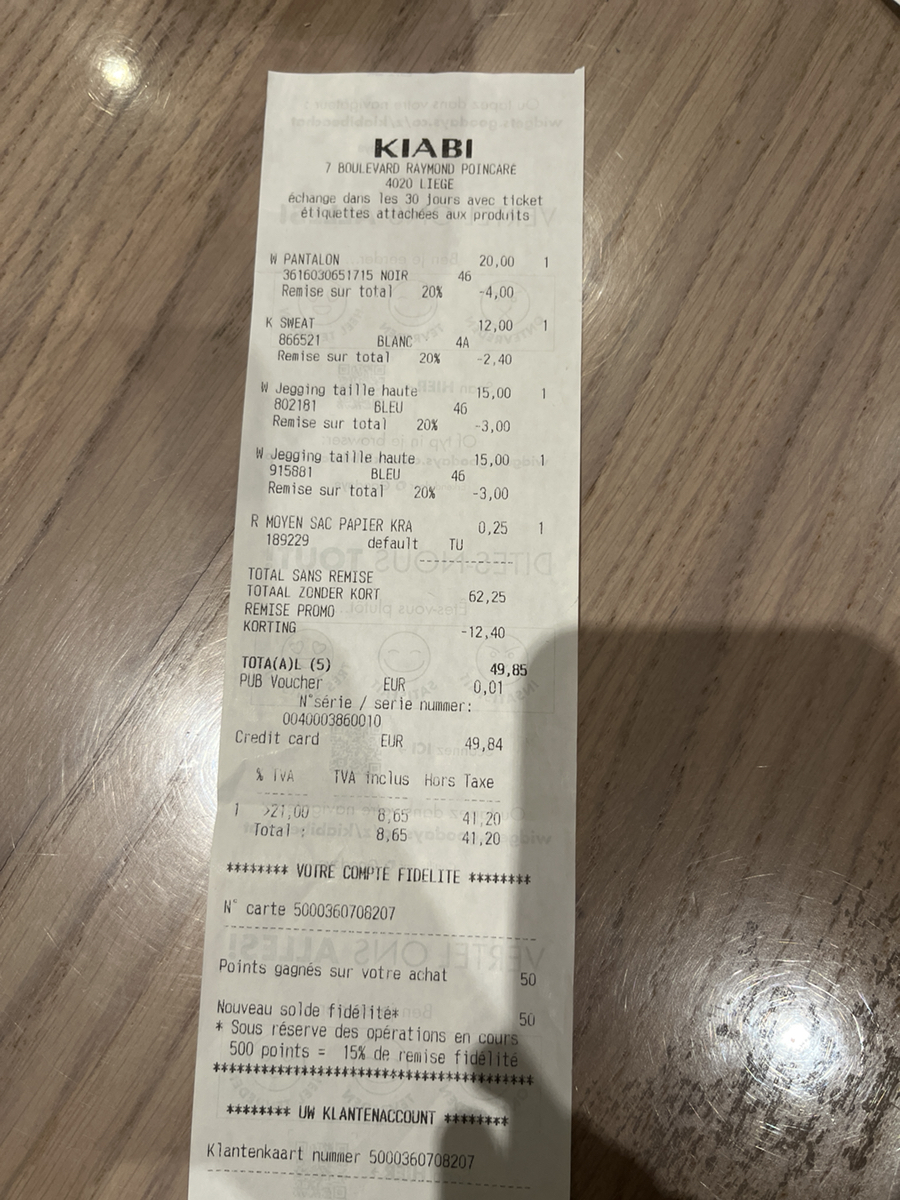 KIABI
7 BOULEVARD RAYMOND POINCARE
4020 LIEGE
échange dans les 30 jours avec ticket
étiquettes attachées aux produits
W PANTALON 20,00 1
3616030651715 NOIR 46
Remise sur total 20% -4,00
K SWEAT 12,00 1
866521 BLANC 4A
Remise sur total 20% -2,40
W Jegging taille haute 15,00 1
802181 BLEU 46
Remise sur total 20% -3,00
W Jegging taille haute 15,00 1
915881 BLEU 46
Remise sur total 20% -3,00
R MOYEN SAC PAPIER KRA 0,25 1
189229 default TU
--------------
TOTAL SANS REMISE
TOTAAL ZONDER KORT 62,25
REMISE PROMO
KORTING -12,40
TOTA(A)L (5) 49,85
PUB Voucher EUR 0,01
N°série / serie nummer:
0040003860010
Credit card EUR 49,84
% TVA TVA inclus Hors Taxe
1 >21,00 8,65 41,20
Total : 8,65 41,20
******** VOTRE COMPTE FIDELITE ********
N° carte 5000360708207
Points gagnés sur votre achat 50
Nouveau solde fidélité* 50
* Sous réserve des opérations en cours
500 points = 15% de remise fidélité
****************************************
******** UW KLANTENACCOUNT ********
Klantenkaart nummer 5000360708207